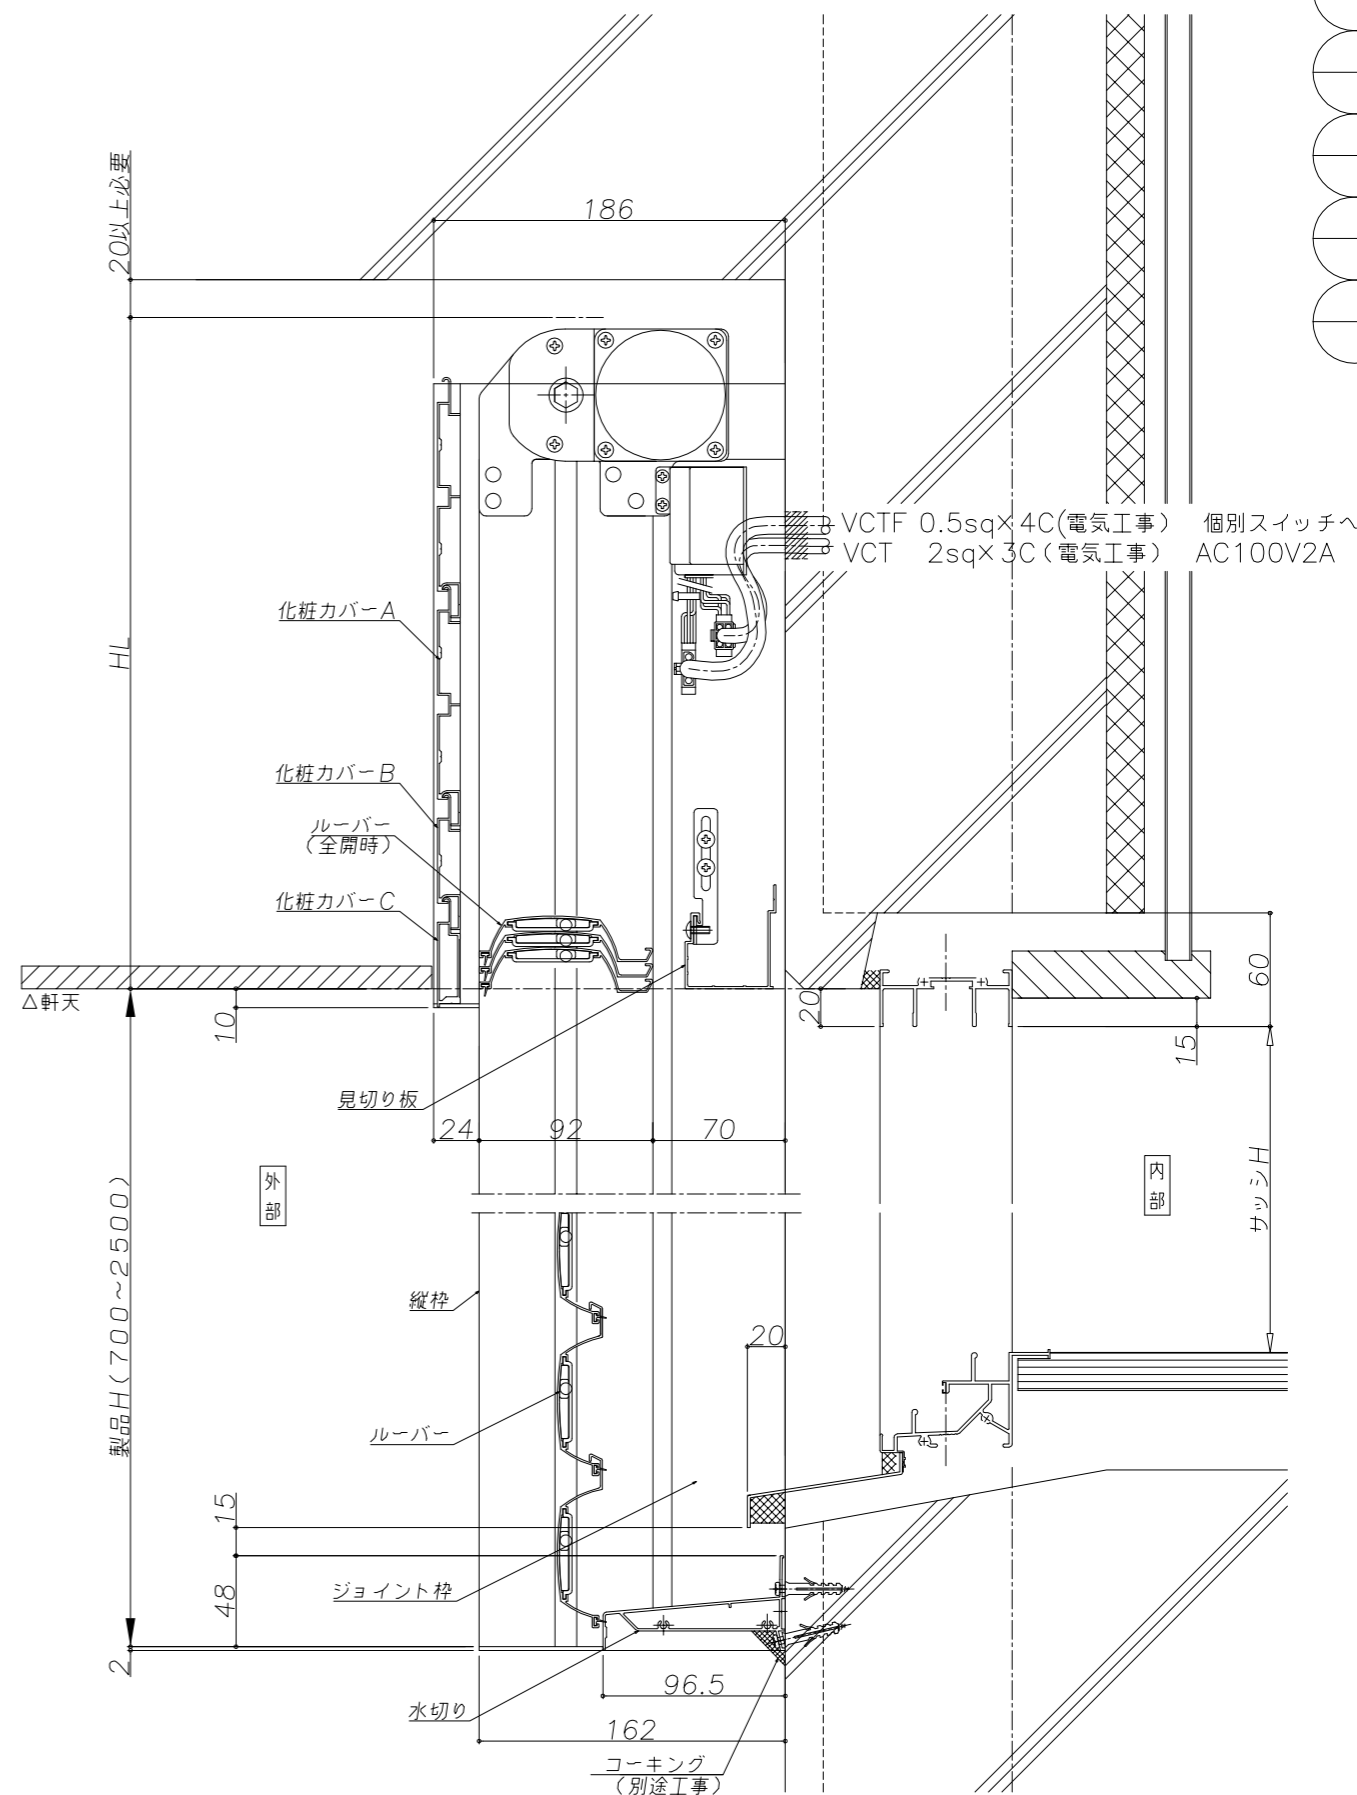 20以上必要
186
VCTF 0.5sq×4C(電気工事) 個別スイッチへ
VCT 2sq×3C(電気工事) AC100V2A
化粧カバーA
HL
化粧カバーB
ルーバー
(全開時)
化粧カバーC
△軒天
10
20
60
15
見切り板
24
92
70
外部
内部
サッシH
製品H(700~2500)
縦枠
20
ルーバー
15
ジョイント枠
48
2
96.5
水切り
162
コーキング
(別途工事)